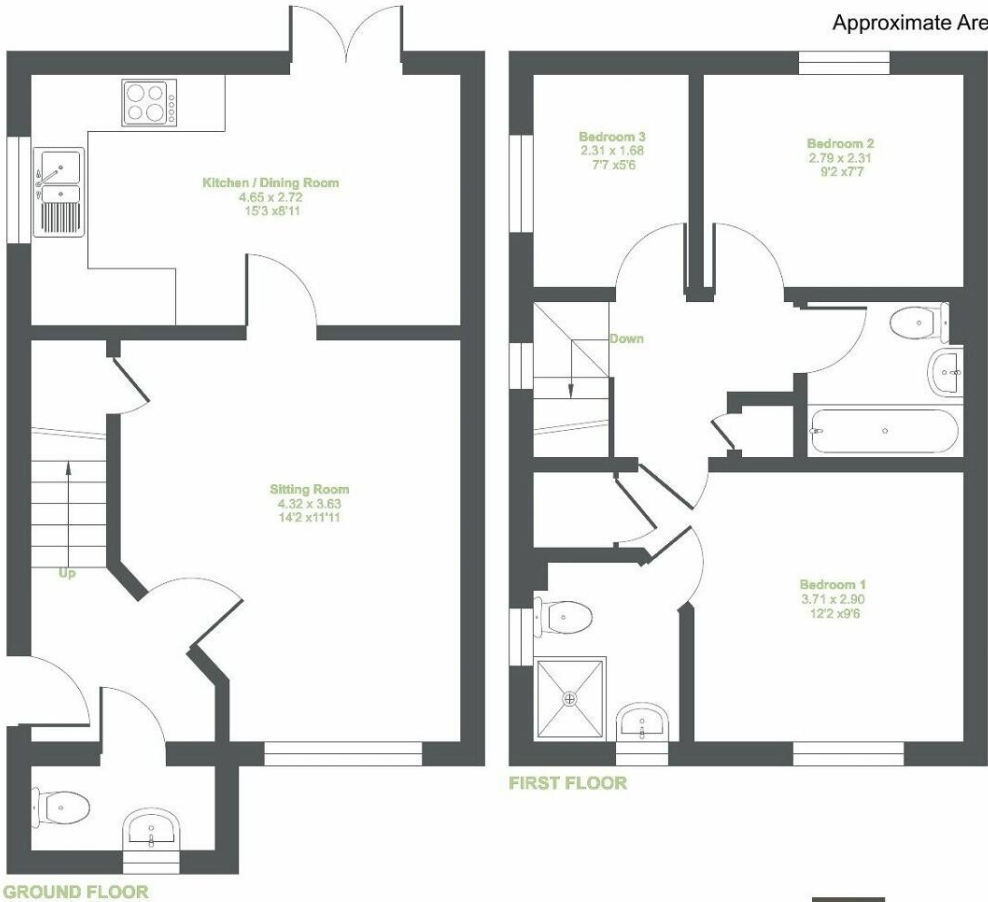 Approximate Are
Kitchen / Dining Room
4.65 x 2.72
15'3 x8'11
Bedroom 3
2.31 x 1.68
7'7 x5'6
Bedroom 2
2.79 x 2.31
9'2 x7'7
Down
Sitting Room
4.32 x 3.63
14'2 x11'11
Up
Bedroom 1
3.71 x 2.90
12'2 x9'6
FIRST FLOOR
GROUND FLOOR